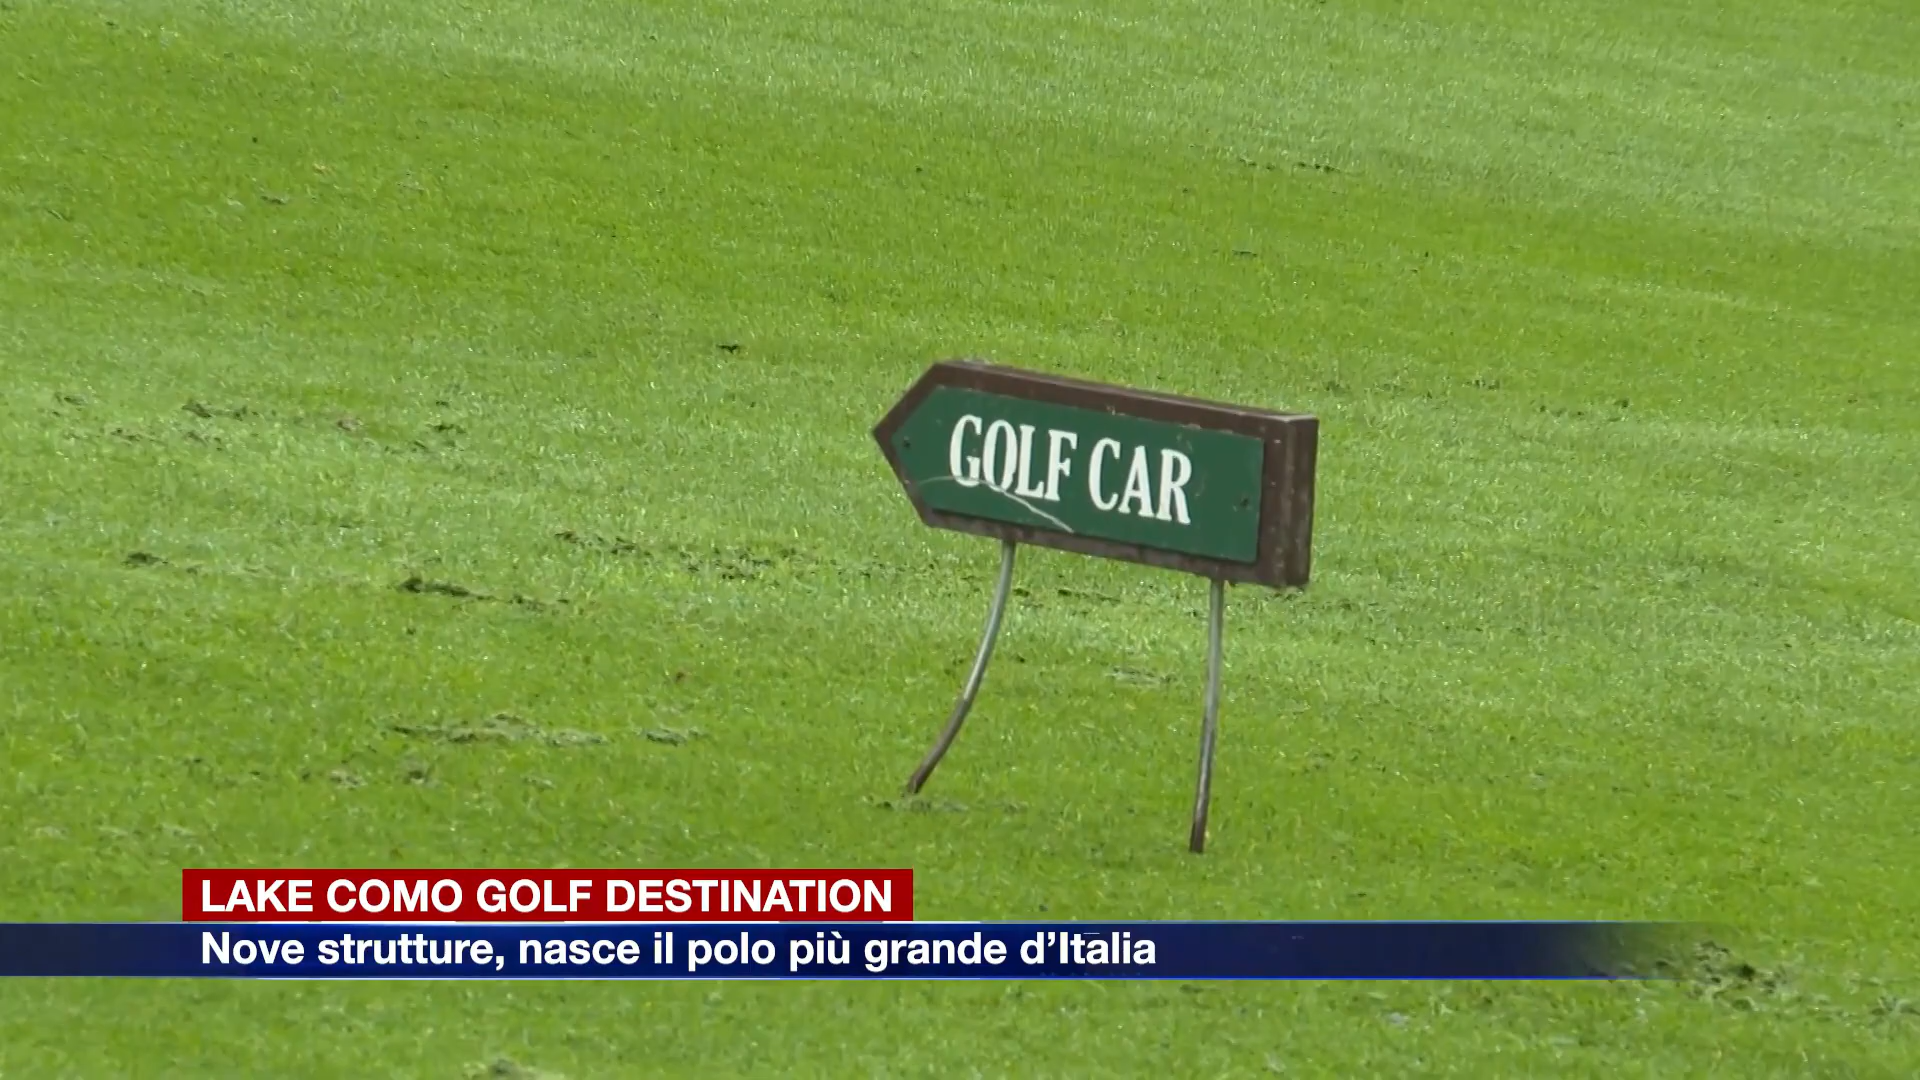 GOLF CAR
LAKE COMO GOLF DESTINATION
Nove strutture, nasce il polo più grande d’Italia